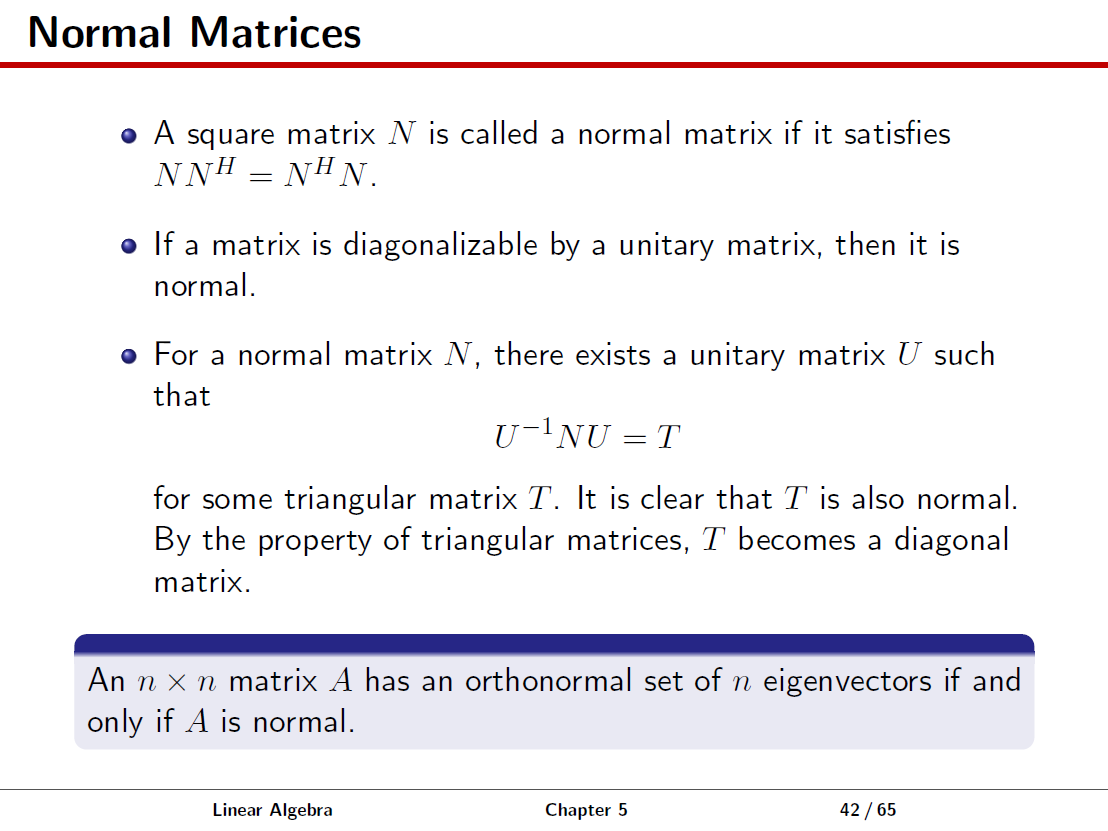 Normal Matrices
A square matrix N is called a normal matrix if it satisfies
NN^H = N^H N.
If a matrix is diagonalizable by a unitary matrix, then it is
normal.
For a normal matrix N, there exists a unitary matrix U such
that
U^{-1}NU = T
for some triangular matrix T. It is clear that T is also normal.
By the property of triangular matrices, T becomes a diagonal
matrix.
An n × n matrix A has an orthonormal set of n eigenvectors if and
only if A is normal.
Linear Algebra Chapter 5 42 / 65